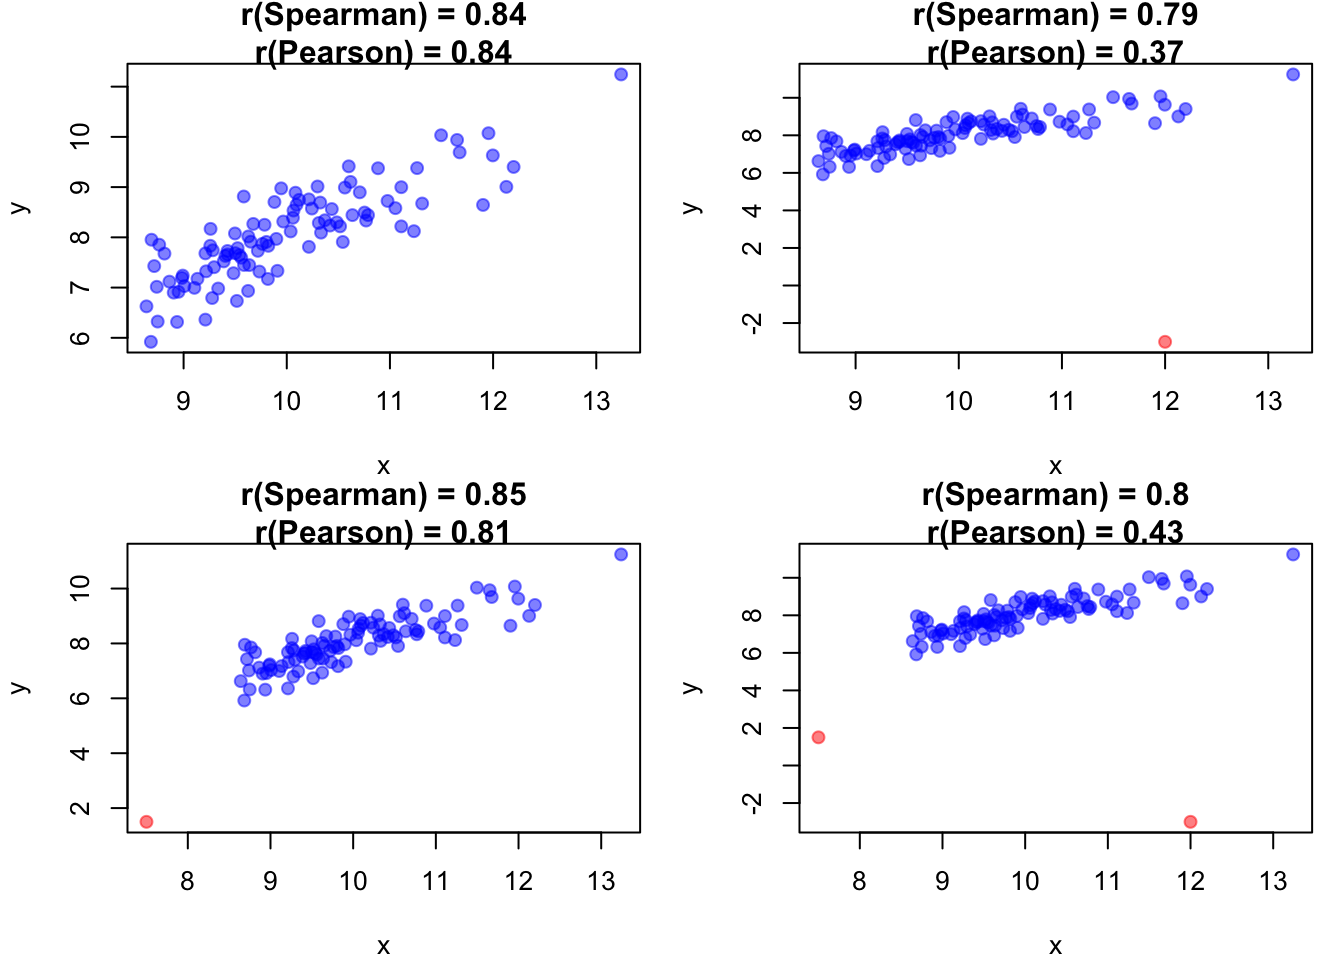 r(Spearman) = 0.84
r(Pearson) = 0.84
10
9
8
7
6
y
9 10 11 12 13
x
r(Spearman) = 0.79
r(Pearson) = 0.37
8
6
4
2
-2
y
9 10 11 12 13
x
r(Spearman) = 0.85
r(Pearson) = 0.81
10
8
6
4
2
y
8 9 10 11 12 13
x
r(Spearman) = 0.8
r(Pearson) = 0.43
8
6
4
2
-2
y
8 9 10 11 12 13
x